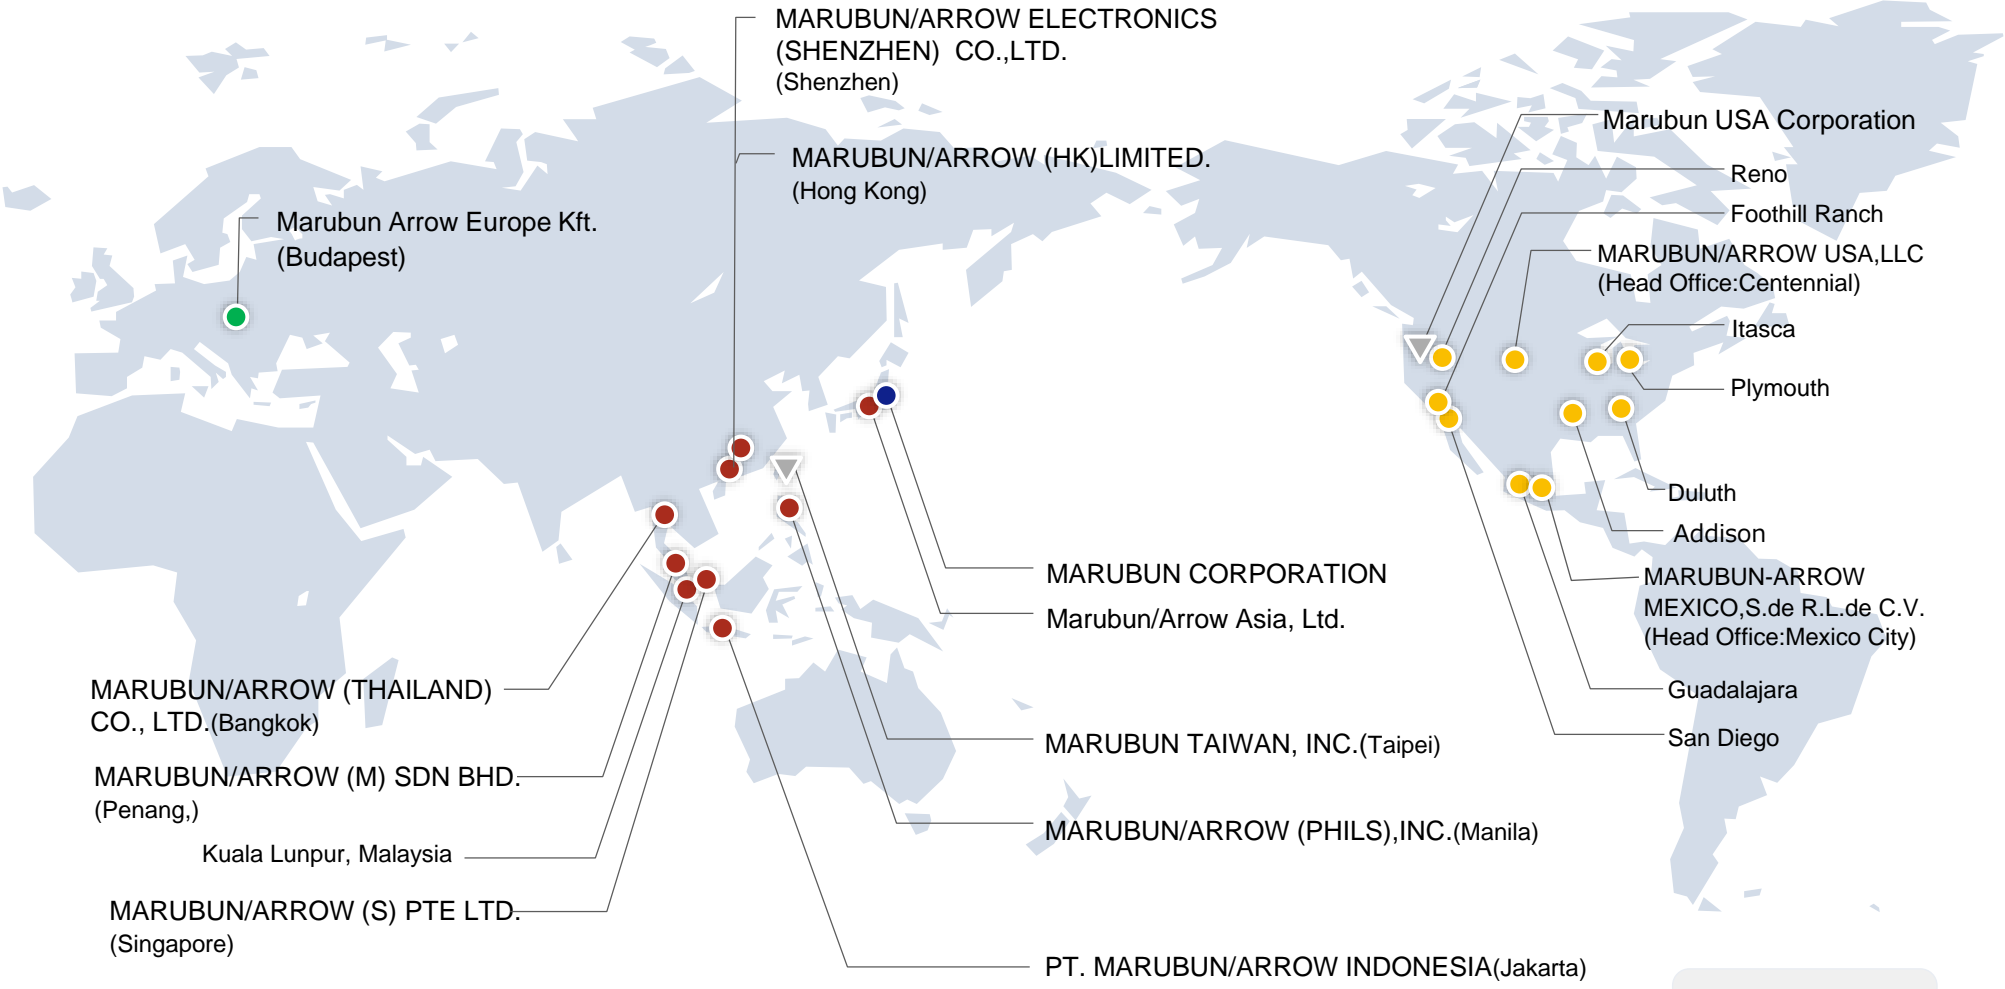 MARUBUN/ARROW ELECTRONICS
(SHENZHEN) CO.,LTD.
(Shenzhen)
MARUBUN/ARROW (HK)LIMITED.
(Hong Kong)
Marubun Arrow Europe Kft.
(Budapest)
Marubun USA Corporation
Reno
Foothill Ranch
MARUBUN/ARROW USA,LLC
(Head Office:Centennial)
Itasca
Plymouth
Duluth
Addison
MARUBUN-ARROW
MEXICO,S.de R.L.de C.V.
(Head Office:Mexico City)
Guadalajara
San Diego
MARUBUN CORPORATION
Marubun/Arrow Asia, Ltd.
MARUBUN TAIWAN, INC.(Taipei)
MARUBUN/ARROW (PHILS),INC.(Manila)
PT. MARUBUN/ARROW INDONESIA(Jakarta)
MARUBUN/ARROW (THAILAND)
CO., LTD.(Bangkok)
MARUBUN/ARROW (M) SDN BHD.
(Penang,)
Kuala Lunpur, Malaysia
MARUBUN/ARROW (S) PTE LTD.
(Singapore)